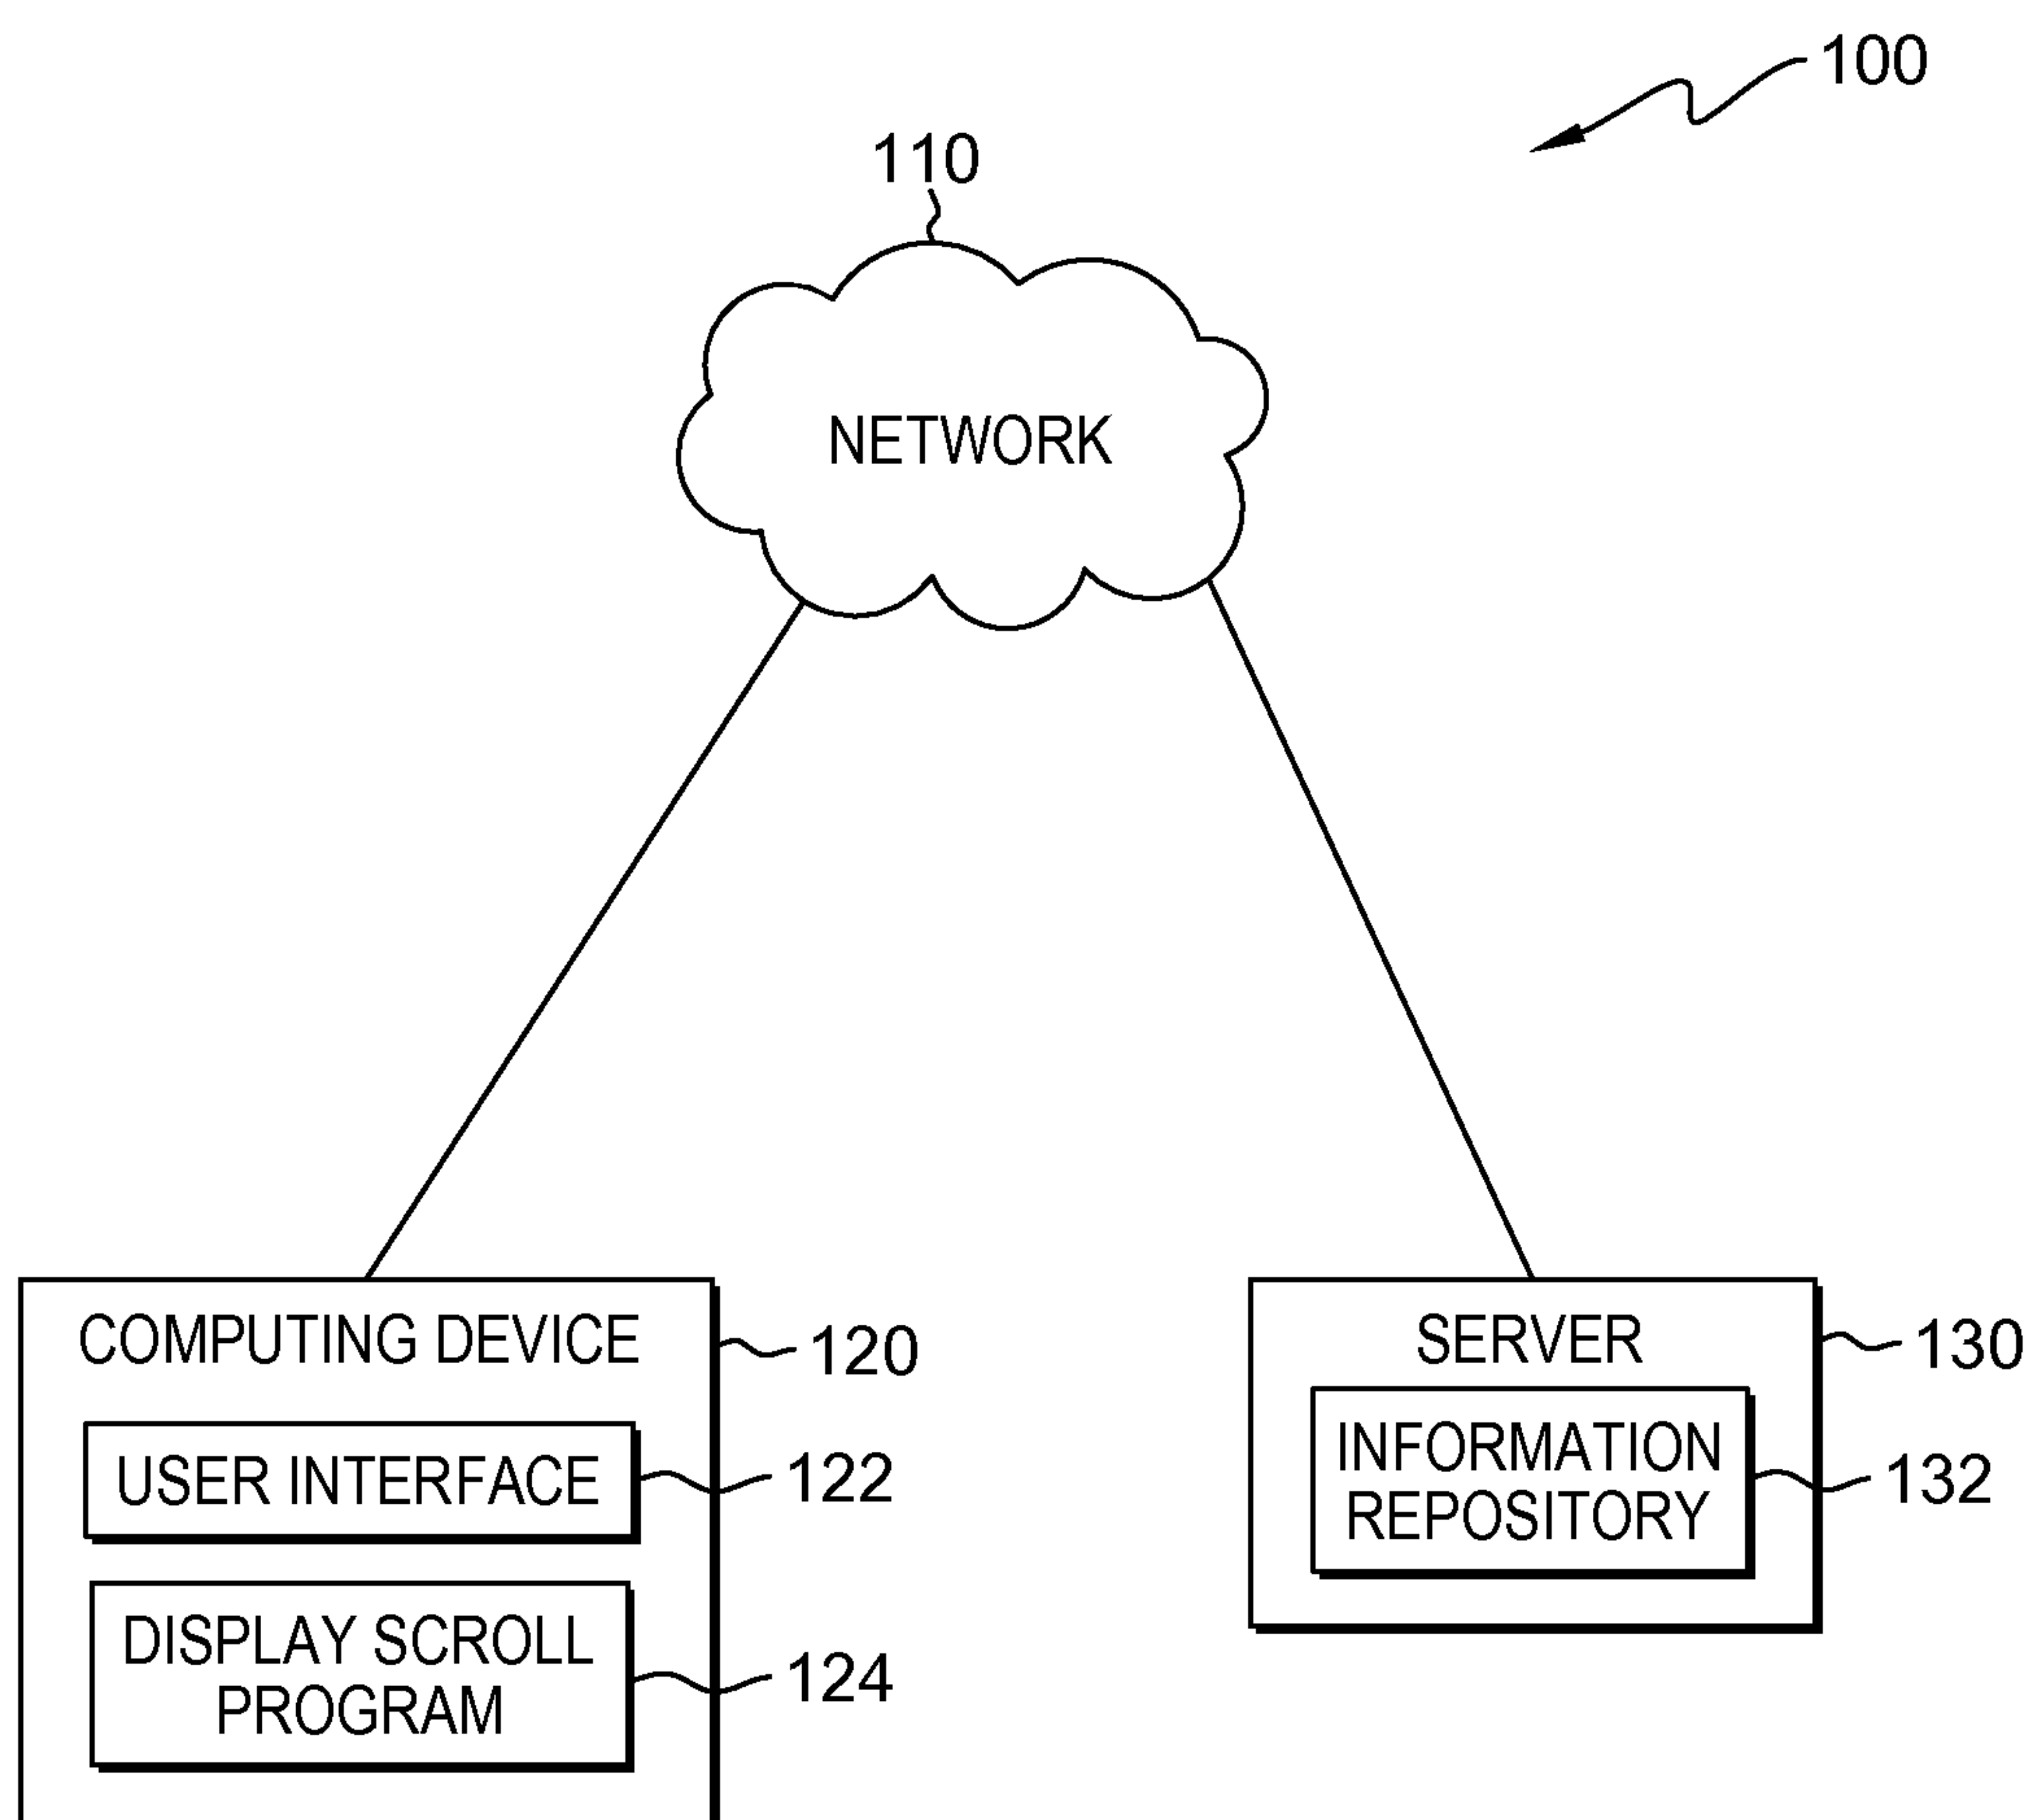 100
110
NETWORK
COMPUTING DEVICE
120
USER INTERFACE
122
DISPLAY SCROLL
PROGRAM
124
SERVER
130
INFORMATION
REPOSITORY
132